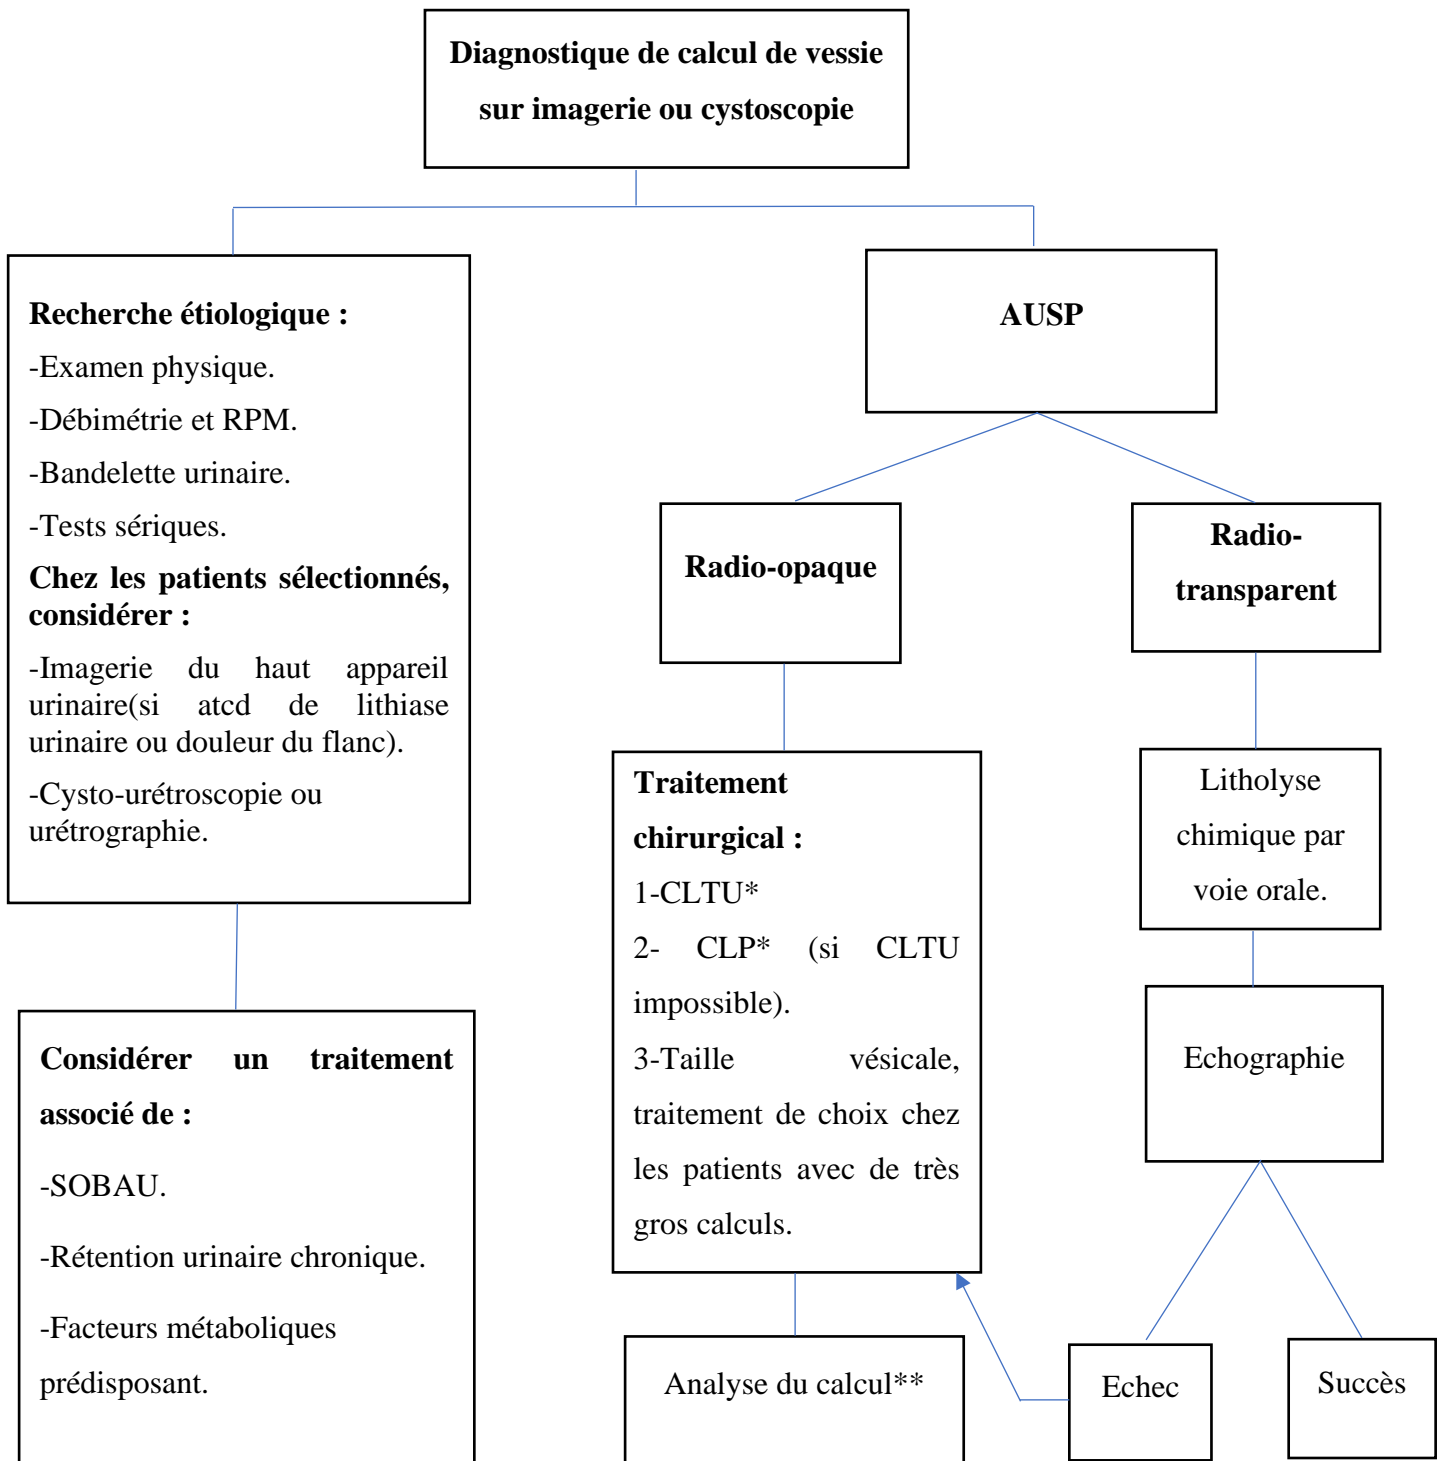 Diagnostique de calcul de vessie
sur imagerie ou cystoscopie
Recherche étiologique :
-Examen physique.
-Débimétrie et RPM.
-Bandelette urinaire.
-Tests sériques.
Chez les patients sélectionnés,
considérer :
-Imagerie du haut appareil
urinaire(si atcd de lithiase
urinaire ou douleur du flanc).
-Cysto-urétroscopie ou
urétrographie.
Considérer un traitement
associé de :
-SOBAU.
-Rétention urinaire chronique.
-Facteurs métaboliques
prédisposant.
AUSP
Radio-opaque
Traitement
chirurgical :
1-CLTU*
2- CLP* (si CLTU
impossible).
3-Taille vésicale,
traitement de choix chez
les patients avec de très
gros calculs.
Analyse du calcul**
Radio-
transparent
Litholyse
chimique par
voie orale.
Echographie
Echec
Succès